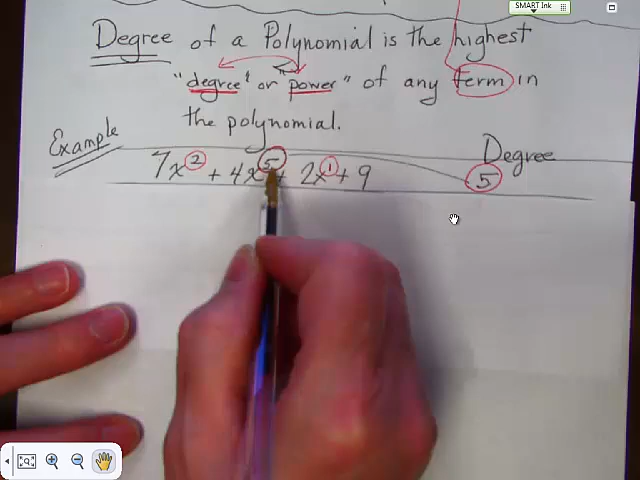 SMART Ink
Degree of a Polynomial is the highest
"degree" or "power" of any term in
the polynomial.
Example
Degree
7x² + 4x⁵ + 2x¹ + 9
5